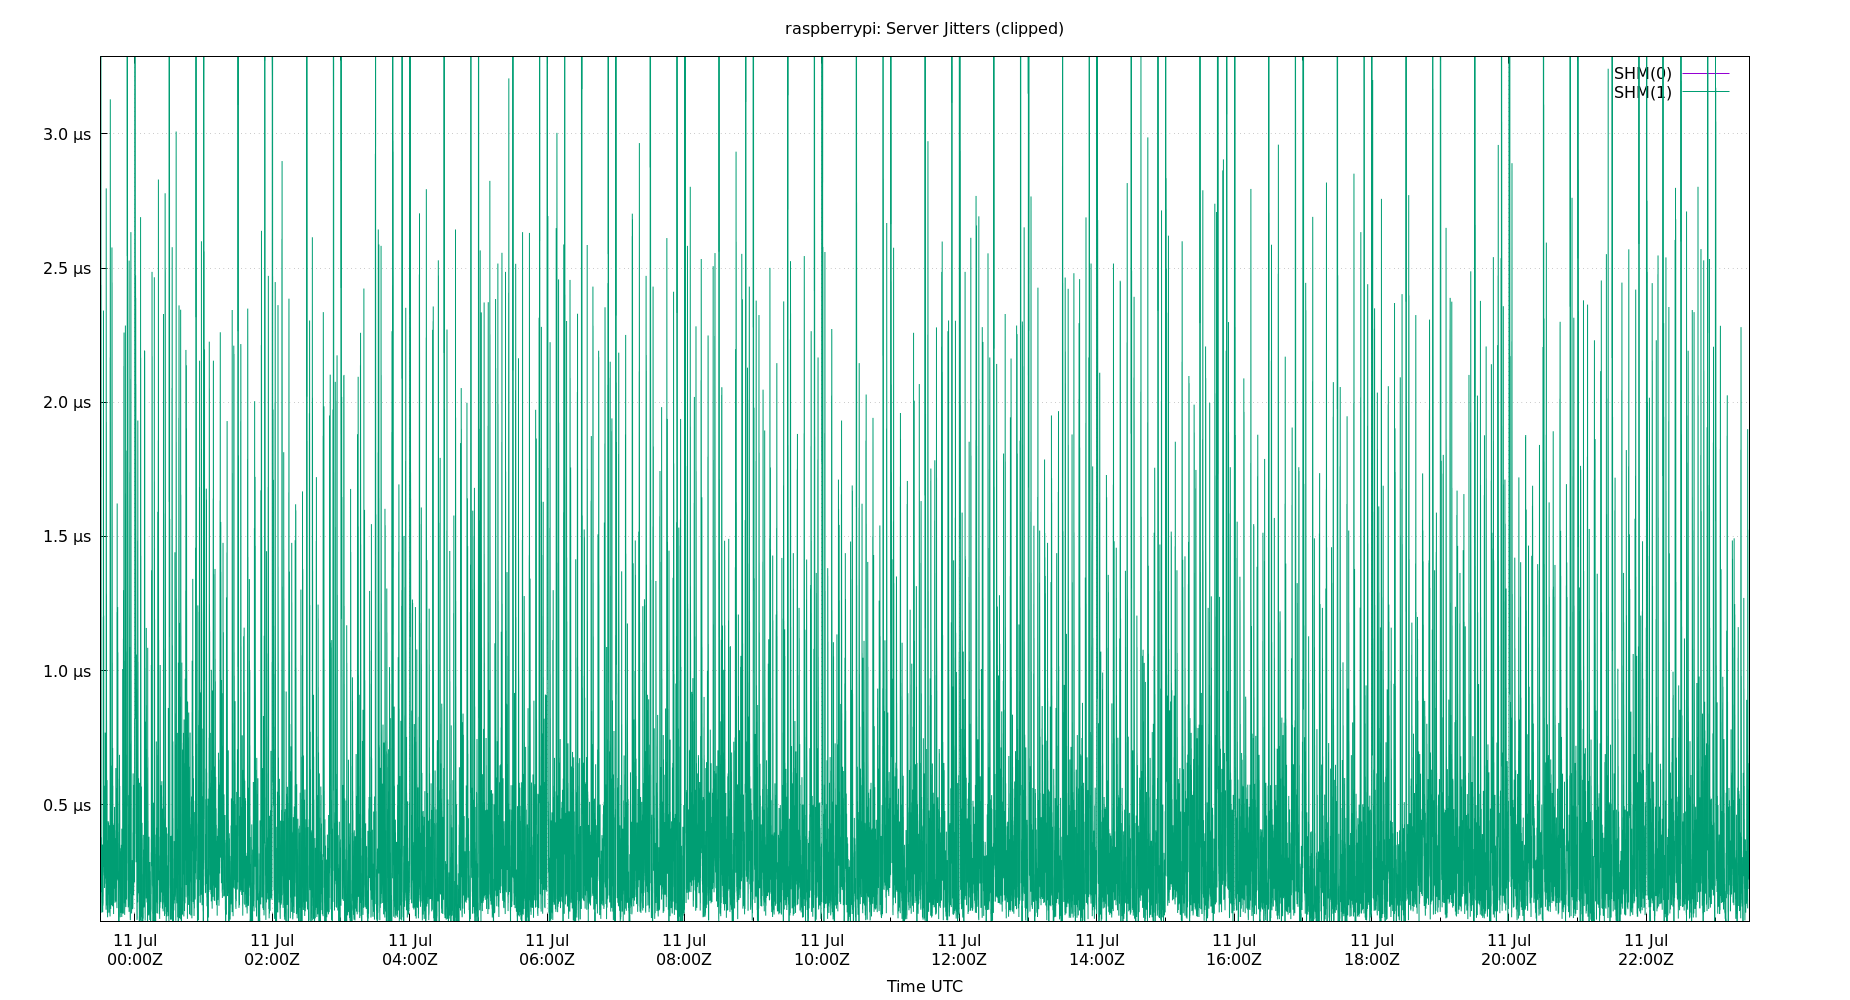 raspberrypi: Server Jitters (clipped)
SHM(0)
SHM(1)
3.0 µs
2.5 µs
2.0 µs
1.5 µs
1.0 µs
0.5 µs
11 Jul 11 Jul 11 Jul 11 Jul 11 Jul 11 Jul 11 Jul 11 Jul 11 Jul 11 Jul 11 Jul 11 Jul
00:00Z 02:00Z 04:00Z 06:00Z 08:00Z 10:00Z 12:00Z 14:00Z 16:00Z 18:00Z 20:00Z 22:00Z
Time UTC